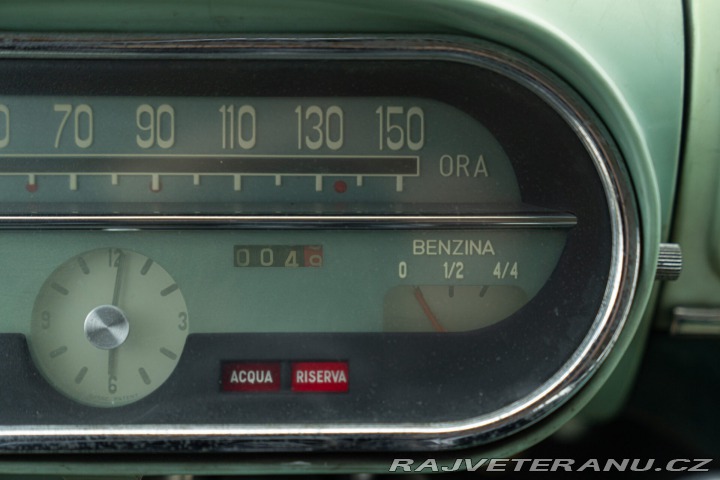 70 90 110 130 150 ORA
BENZINA
0 1/2 4/4
12
9 3
6
ACQUA RISERVA
RAJVETERANU.CZ